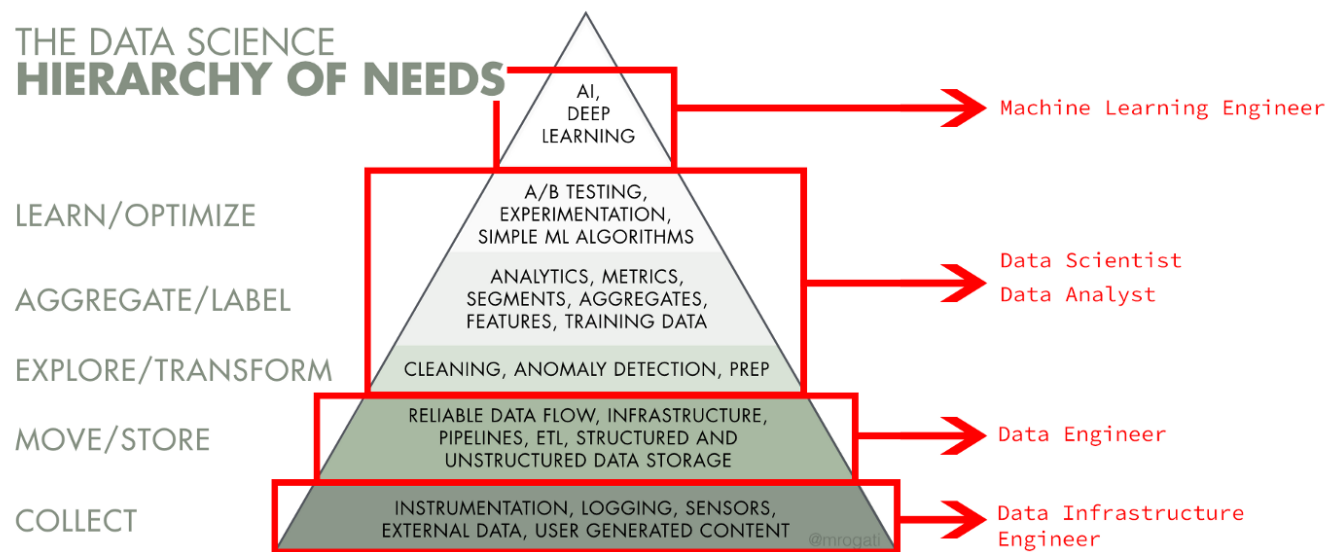 THE DATA SCIENCE
HIERARCHY OF NEEDS
AI,
DEEP
LEARNING
Machine Learning Engineer
LEARN/OPTIMIZE
A/B TESTING,
EXPERIMENTATION,
SIMPLE ML ALGORITHMS
AGGREGATE/LABEL
ANALYTICS, METRICS,
SEGMENTS, AGGREGATES,
FEATURES, TRAINING DATA
Data Scientist
Data Analyst
EXPLORE/TRANSFORM
CLEANING, ANOMALY DETECTION, PREP
MOVE/STORE
RELIABLE DATA FLOW, INFRASTRUCTURE,
PIPELINES, ETL, STRUCTURED AND
UNSTRUCTURED DATA STORAGE
Data Engineer
COLLECT
INSTRUMENTATION, LOGGING, SENSORS,
EXTERNAL DATA, USER GENERATED CONTENT
@mrogati
Data Infrastructure
Engineer